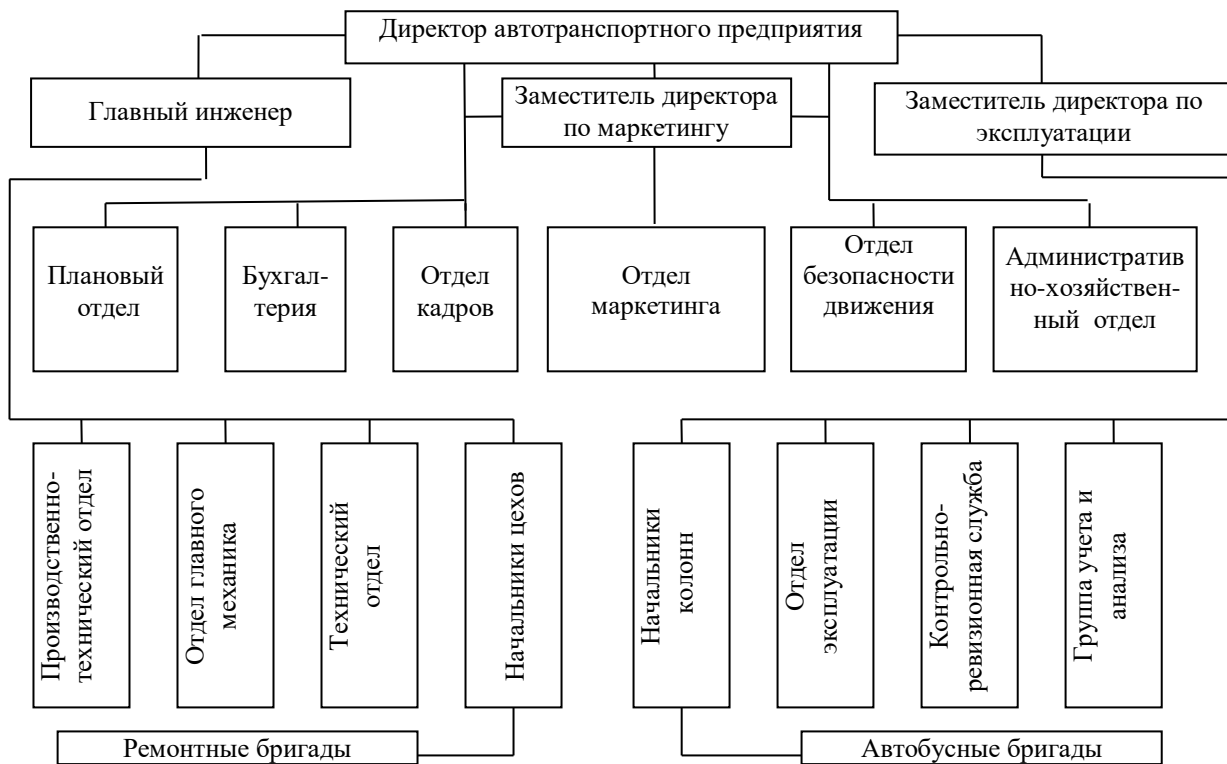 Директор автотранспортного предприятия
Главный инженер
Заместитель директора
по маркетингу
Заместитель директора по
эксплуатации
Плановый
отдел
Бухгал-
терия
Отдел
кадров
Отдел
маркетинга
Отдел
безопасности
движения
Административ
но-хозяйствен-
ный отдел
Производственно-
технический отдел
Отдел главного
механика
Технический
отдел
Начальники цехов
Начальники
колонн
Отдел
эксплуатации
Контрольно-
ревизионная служба
Группа учета и
анализа
Ремонтные бригады
Автобусные бригады